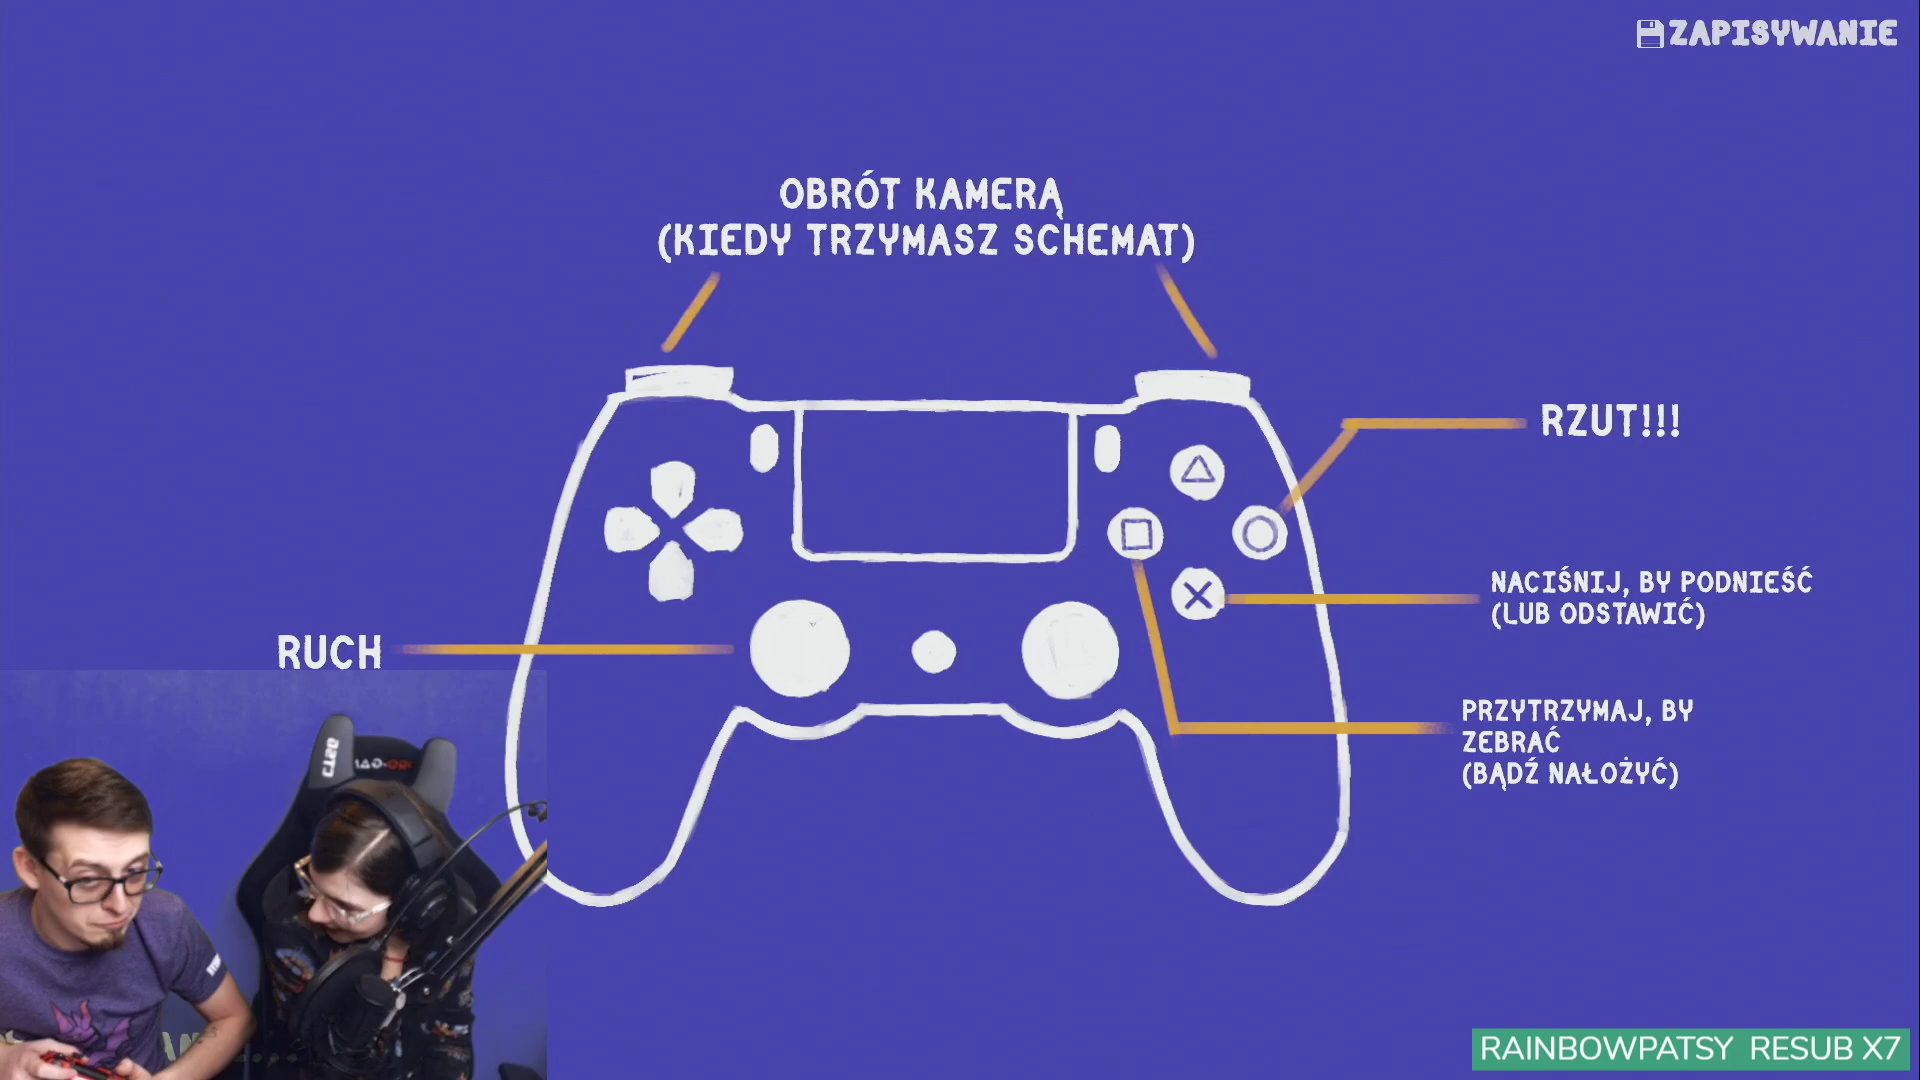 ZAPISYWANIE
OBRÓT KAMERĄ
(KIEDY TRZYMASZ SCHEMAT)
RZUT!!!
NACIŚNIJ, BY PODNIEŚĆ
(LUB ODSTAWIĆ)
RUCH
PRZYTRZYMAJ, BY
ZEBRAĆ
(BĄDŹ NAŁOŻYĆ)
RAINBOWPATSY RESUB X7